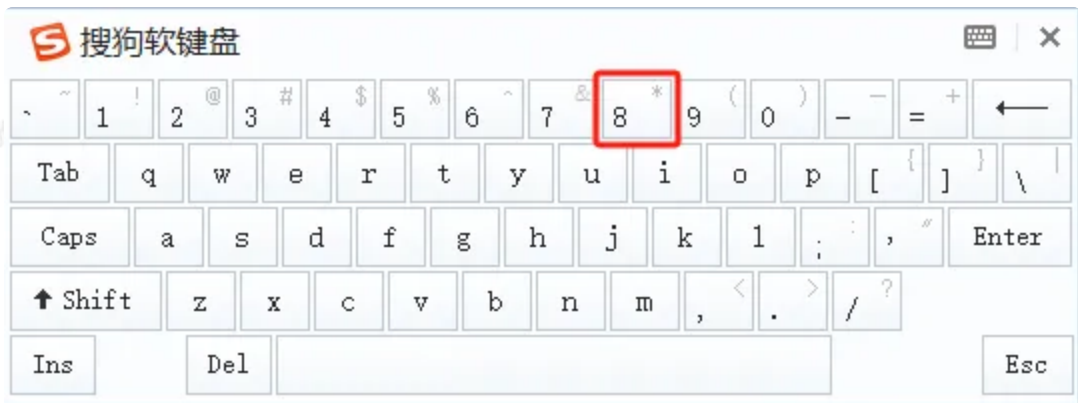 搜狗软键盘
` ~ 1 ! 2 @ 3 # 4 $ 5 % 6 ^ 7 & 8 * 9 ( 0 ) - — = + ←
Tab q w e r t y u i o p [ { ] } \ |
Caps a s d f g h j k l ; : ' " Enter
⬆ Shift z x c v b n m , < . > / ?
Ins Del Esc